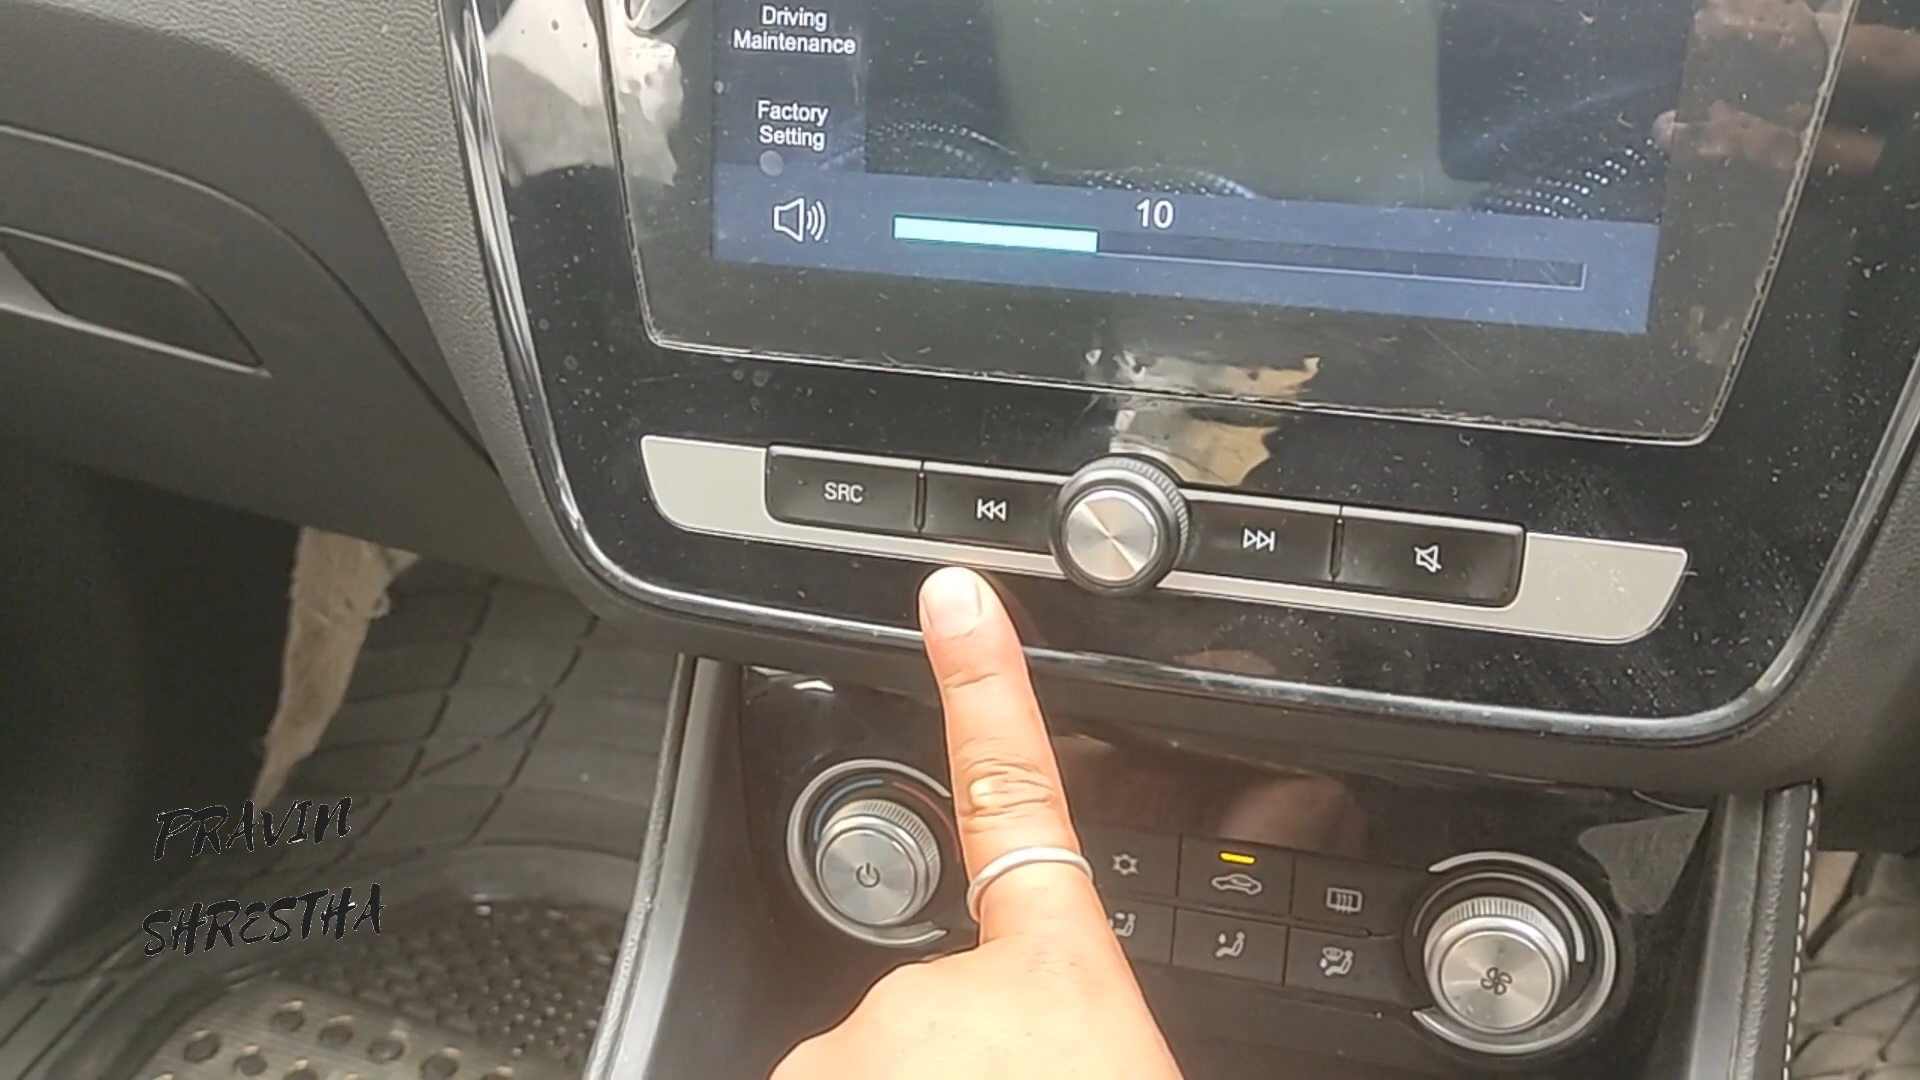 Driving
Maintenance
Factory
Setting
10
SRC
PRAVIN
SHRESTHA